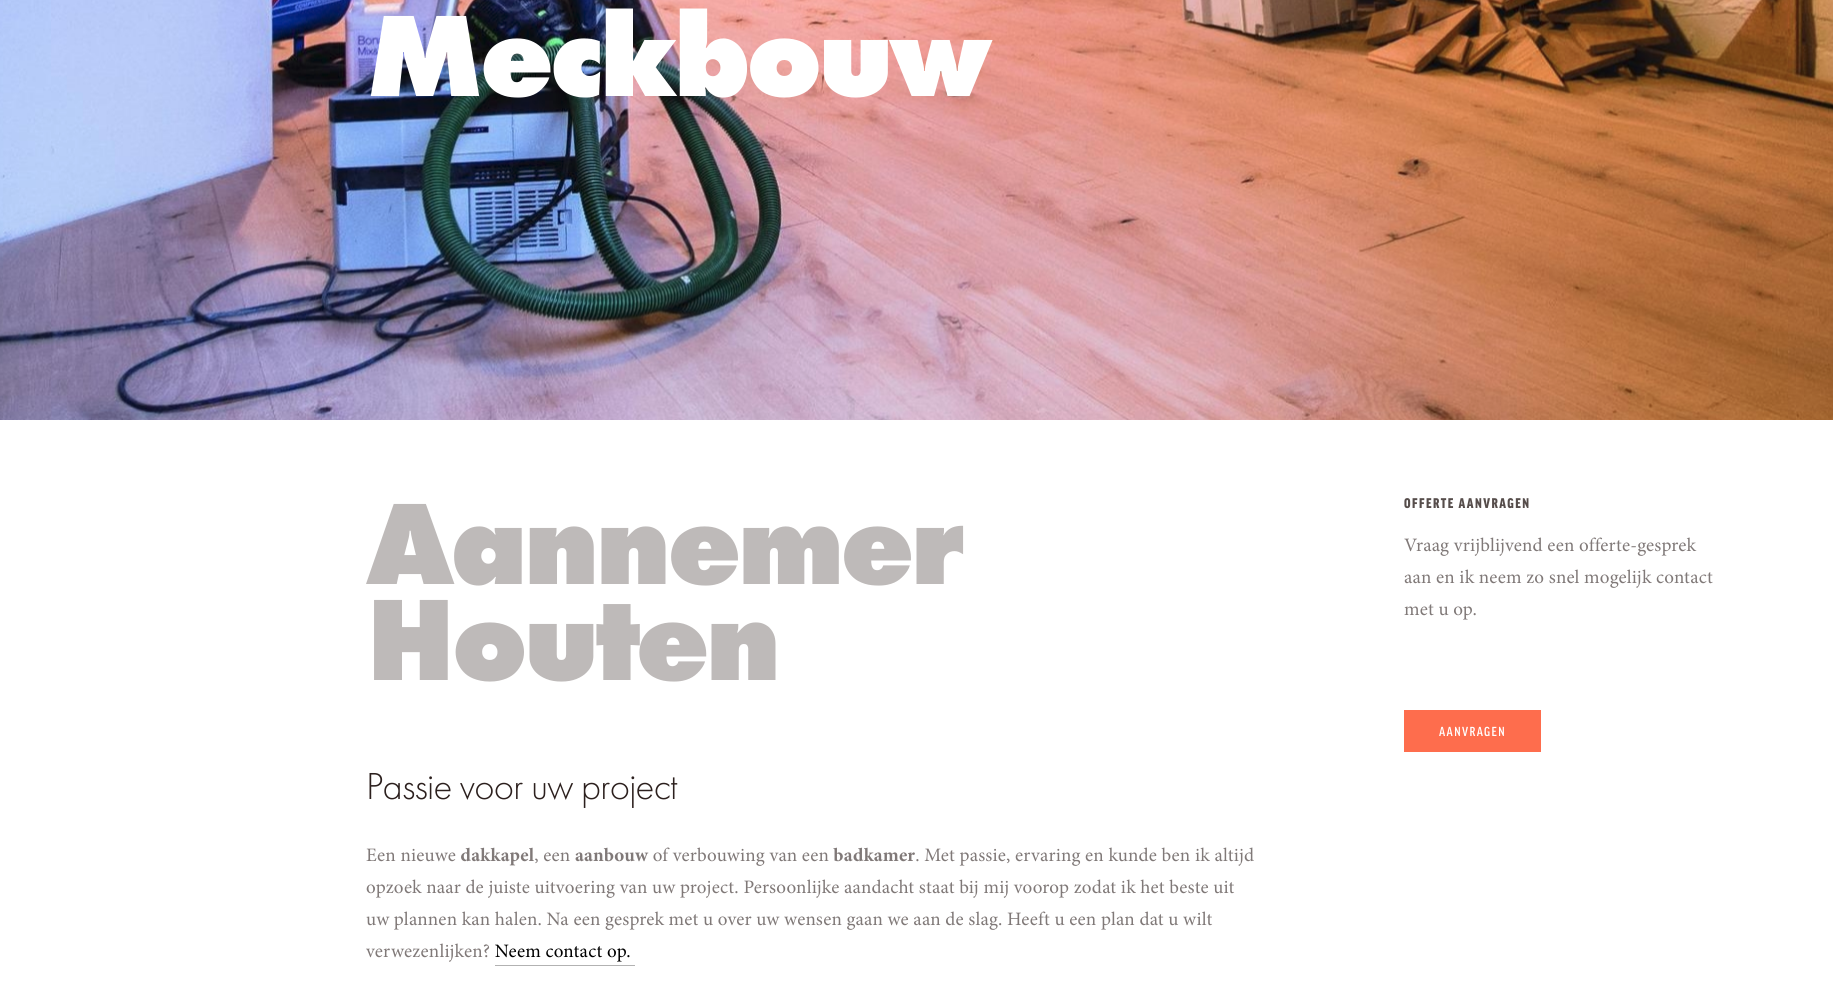 Meckbouw
Aannemer
Houten
Passie voor uw project
Een nieuwe dakkapel, een aanbouw of verbouwing van een badkamer. Met passie, ervaring en kunde ben ik altijd
opzoek naar de juiste uitvoering van uw project. Persoonlijke aandacht staat bij mij voorop zodat ik het beste uit
uw plannen kan halen. Na een gesprek met u over uw wensen gaan we aan de slag. Heeft u een plan dat u wilt
verwezenlijken? Neem contact op.
OFFERTE AANVRAGEN
Vraag vrijblijvend een offerte-gesprek
aan en ik neem zo snel mogelijk contact
met u op.
AANVRAGEN